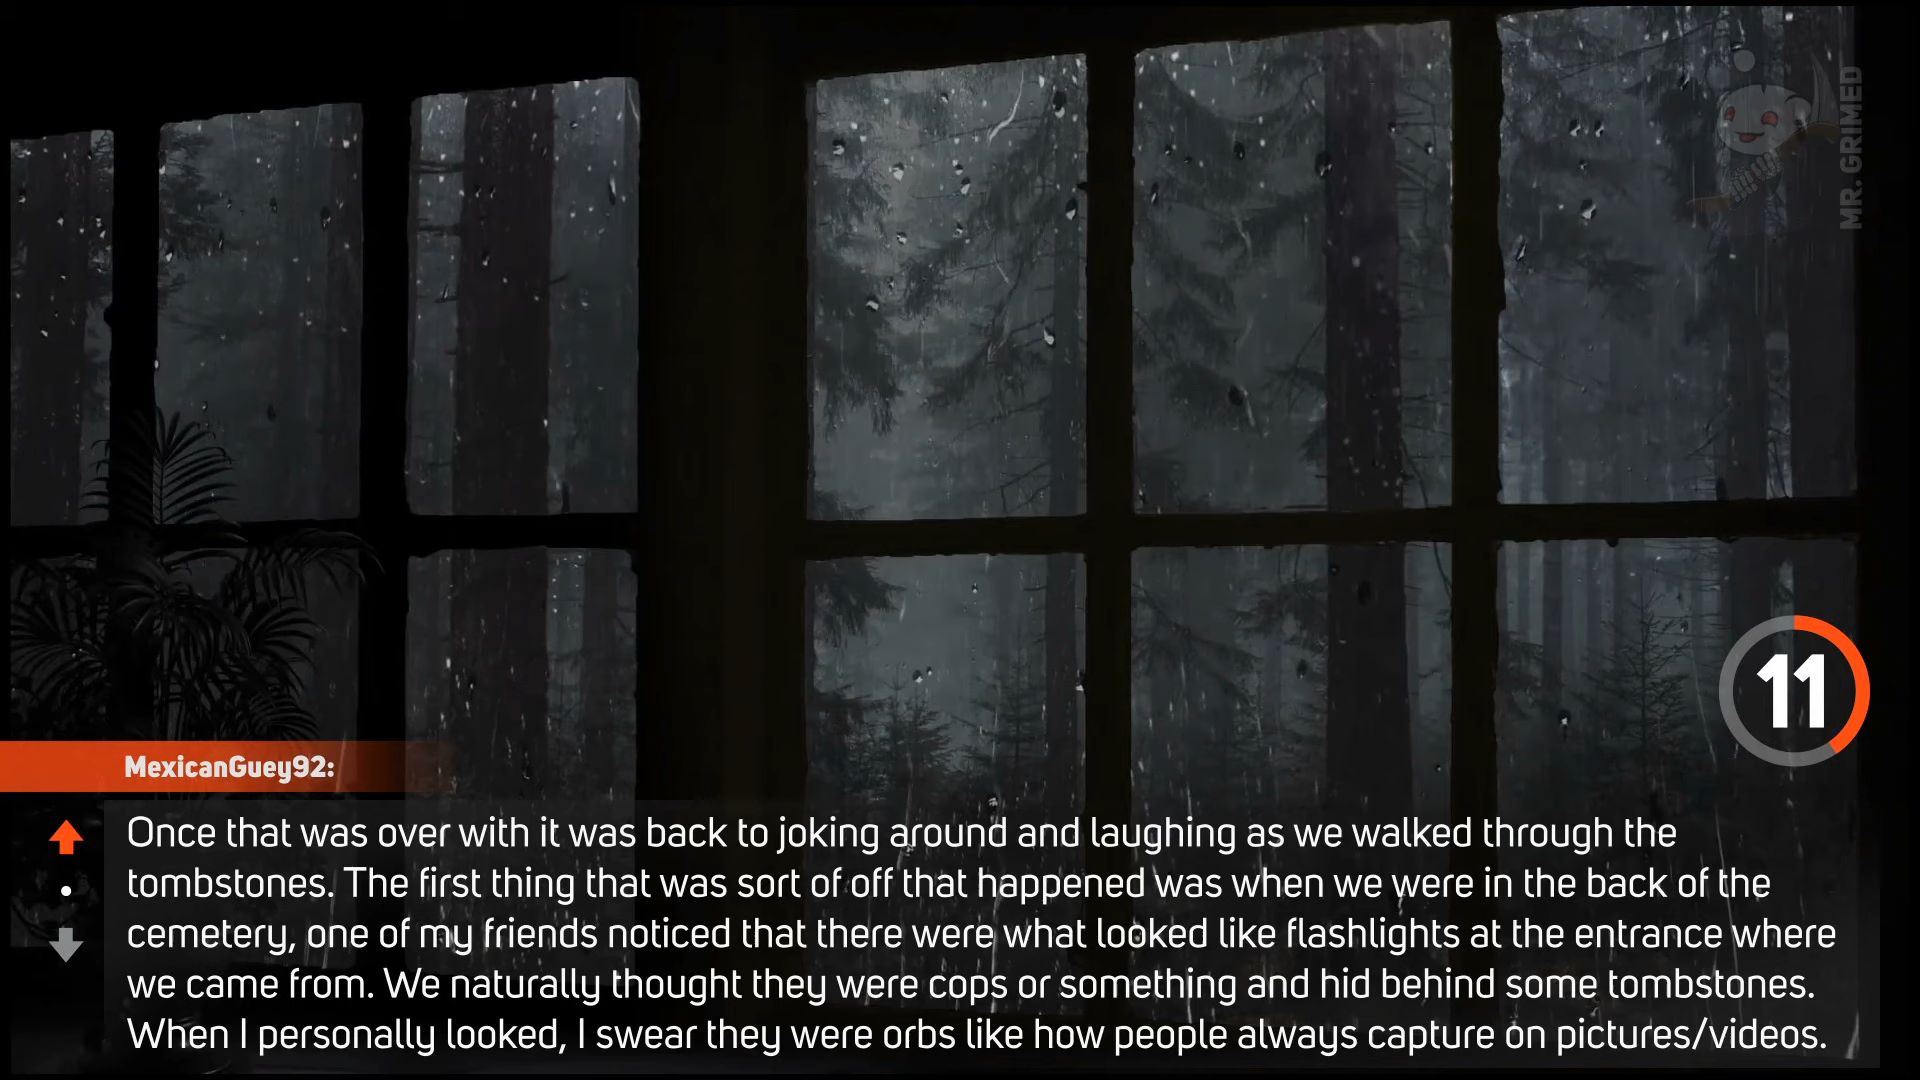 MR. GRIMED
11
MexicanGuey92:
Once that was over with it was back to joking around and laughing as we walked through the
tombstones. The first thing that was sort of off that happened was when we were in the back of the
cemetery, one of my friends noticed that there were what looked like flashlights at the entrance where
we came from. We naturally thought they were cops or something and hid behind some tombstones.
When I personally looked, I swear they were orbs like how people always capture on pictures/videos.